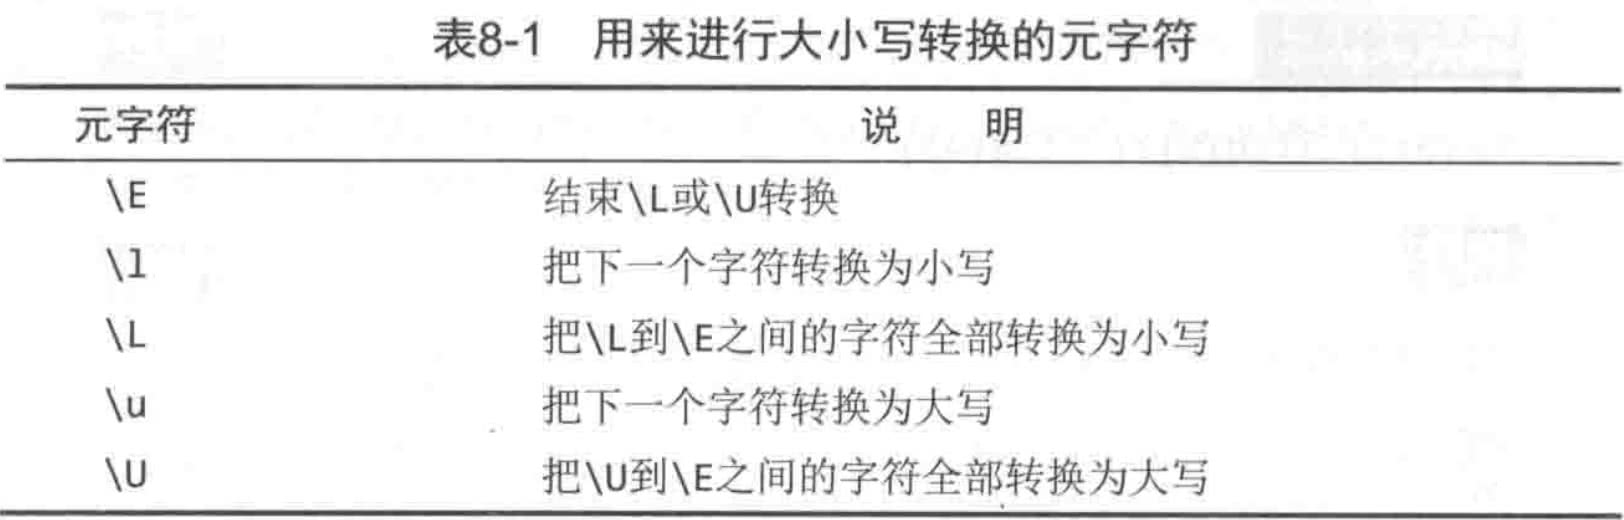 表8-1 用来进行大小写转换的元字符
元字符 说 明
\E 结束\L或\U转换
\l 把下一个字符转换为小写
\L 把\L到\E之间的字符全部转换为小写
\u 把下一个字符转换为大写
\U 把\U到\E之间的字符全部转换为大写